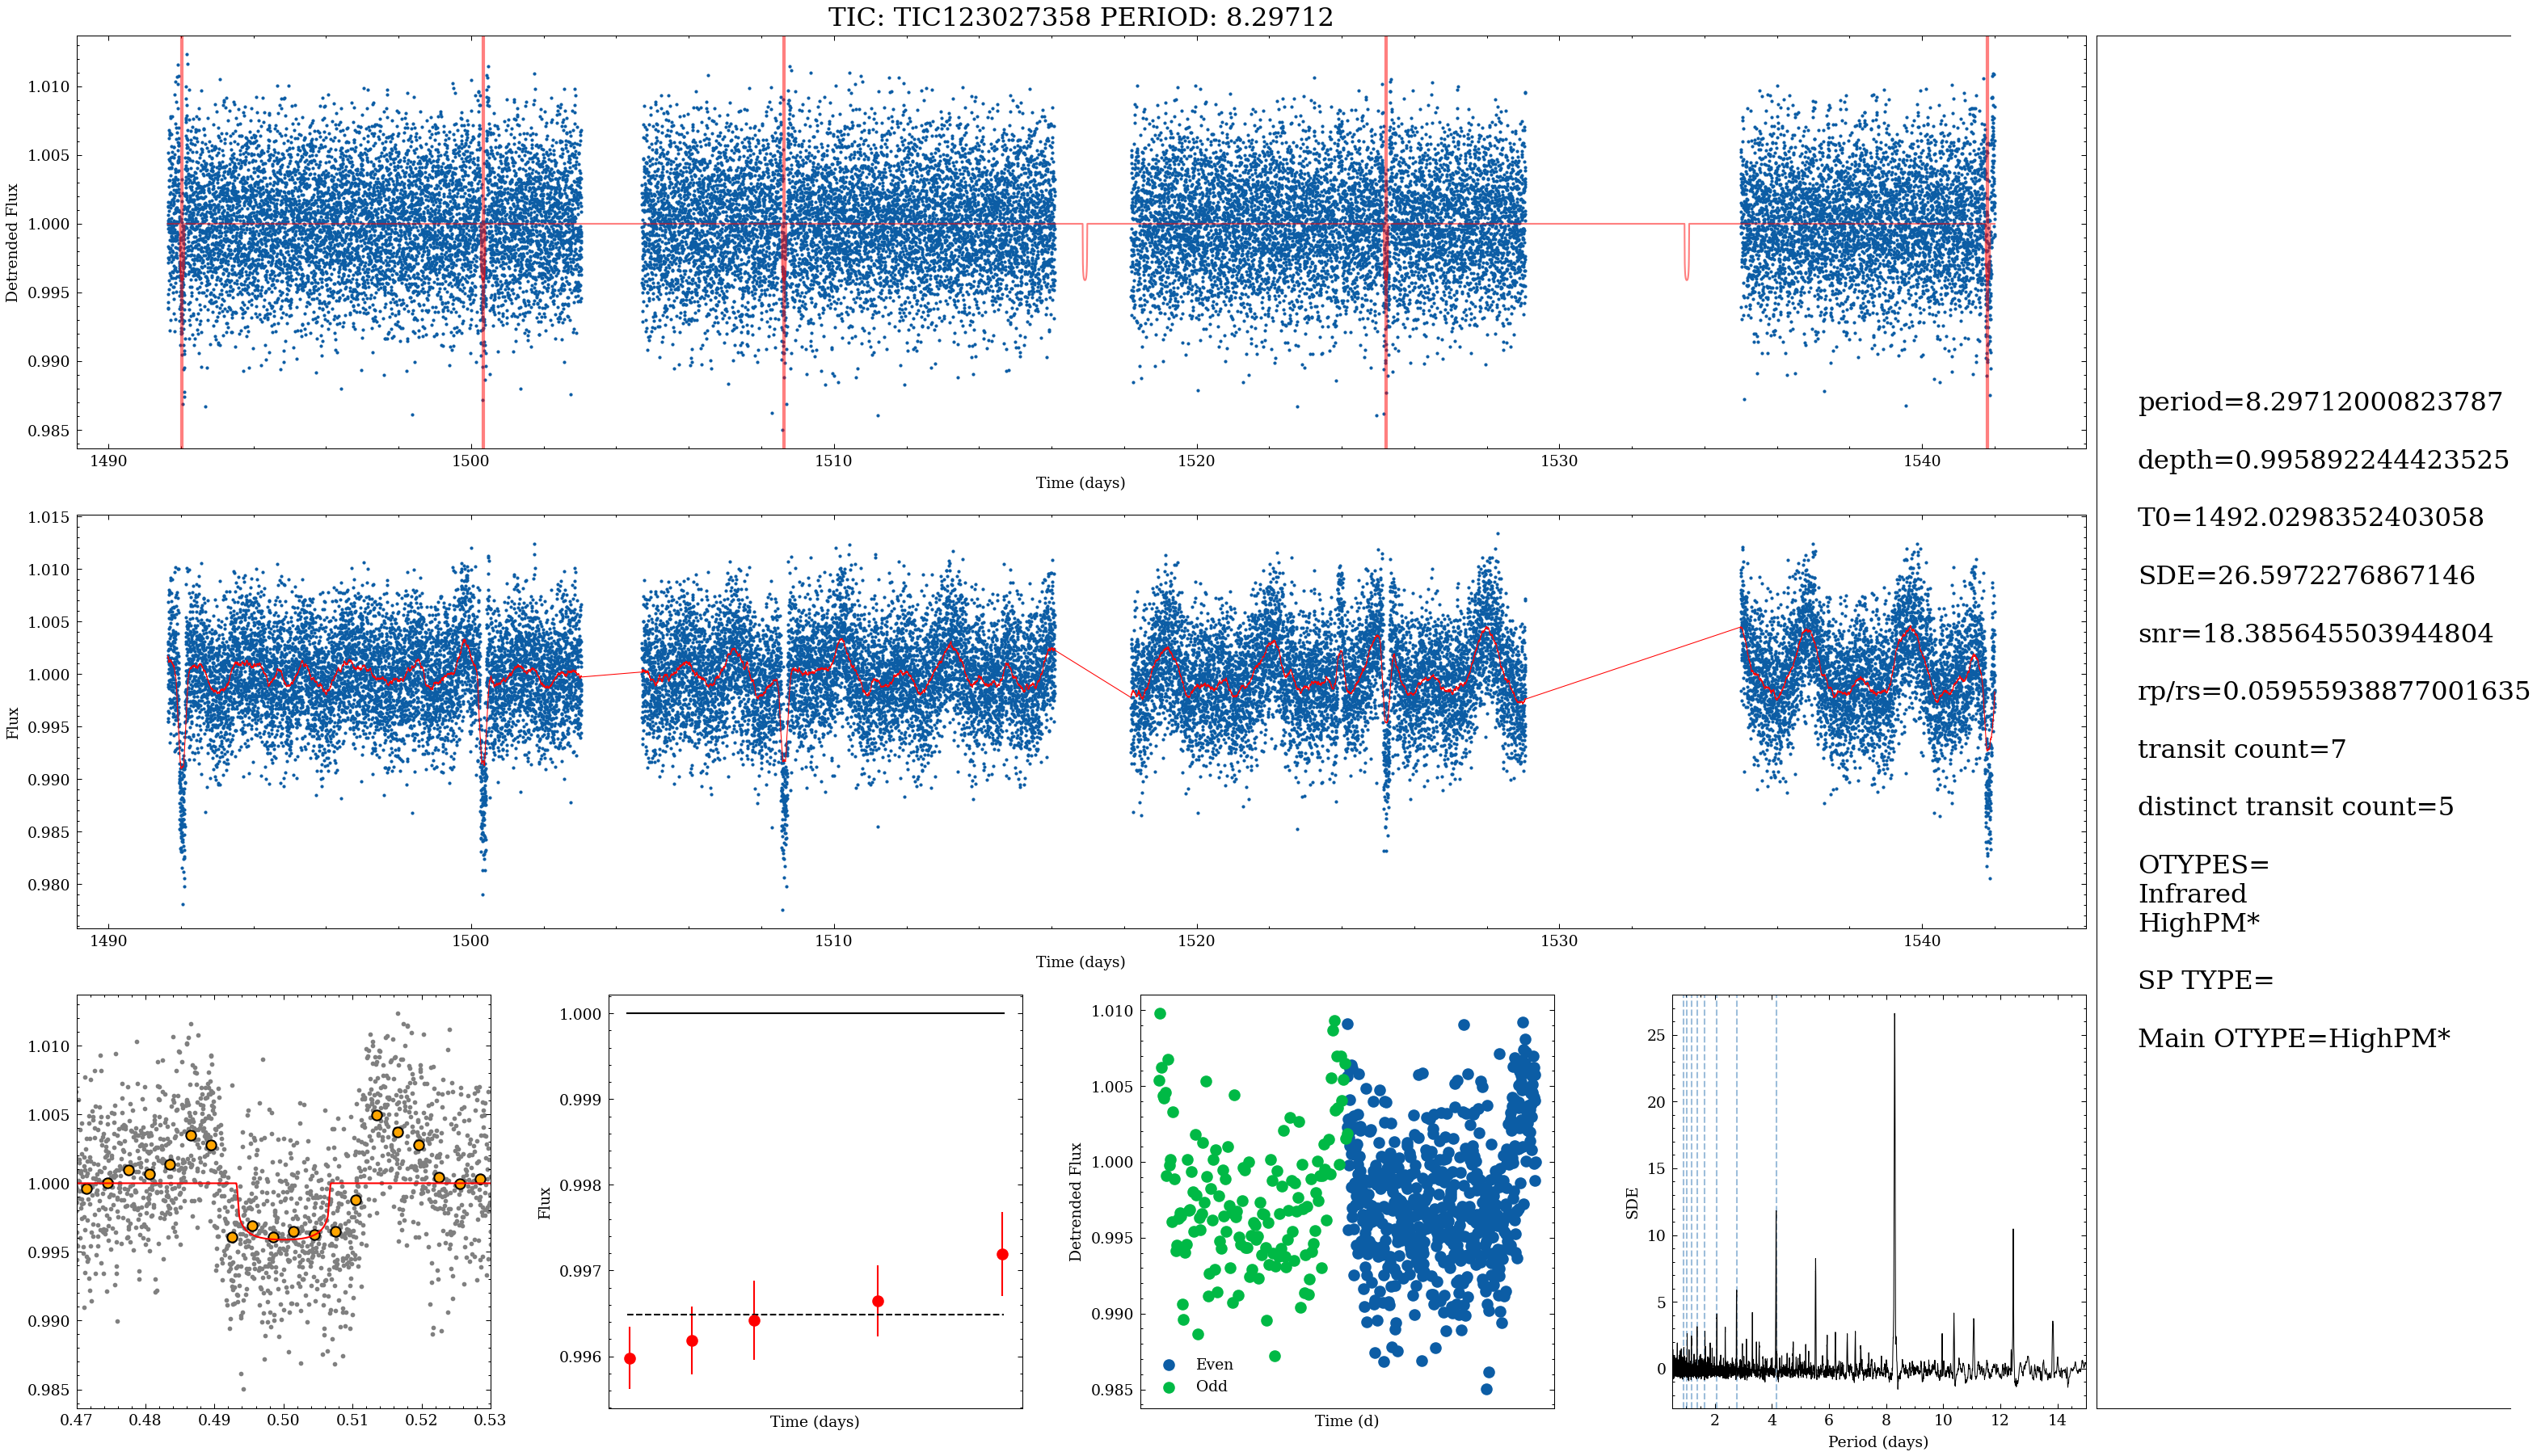 TIC: TIC123027358 PERIOD: 8.29712
Detrended Flux
1.010
1.005
1.000
0.995
0.990
0.985
1490 1500 1510 1520 1530 1540
Time (days)
Flux
1.015
1.010
1.005
1.000
0.995
0.990
0.985
0.980
1490 1500 1510 1520 1530 1540
Time (days)
1.010
1.005
1.000
0.995
0.990
0.985
0.47 0.48 0.49 0.50 0.51 0.52 0.53
Flux
1.000
0.999
0.998
0.997
0.996
Time (days)
Detrended Flux
1.010
1.005
1.000
0.995
0.990
0.985
Even
Odd
Time (d)
SDE
25
20
15
10
5
0
2 4 6 8 10 12 14
Period (days)
period=8.29712000823787
depth=0.995892244423525
T0=1492.0298352403058
SDE=26.5972276867146
snr=18.385645503944804
rp/rs=0.05955938877001635
transit count=7
distinct transit count=5
OTYPES=
Infrared
HighPM*
SP TYPE=
Main OTYPE=HighPM*